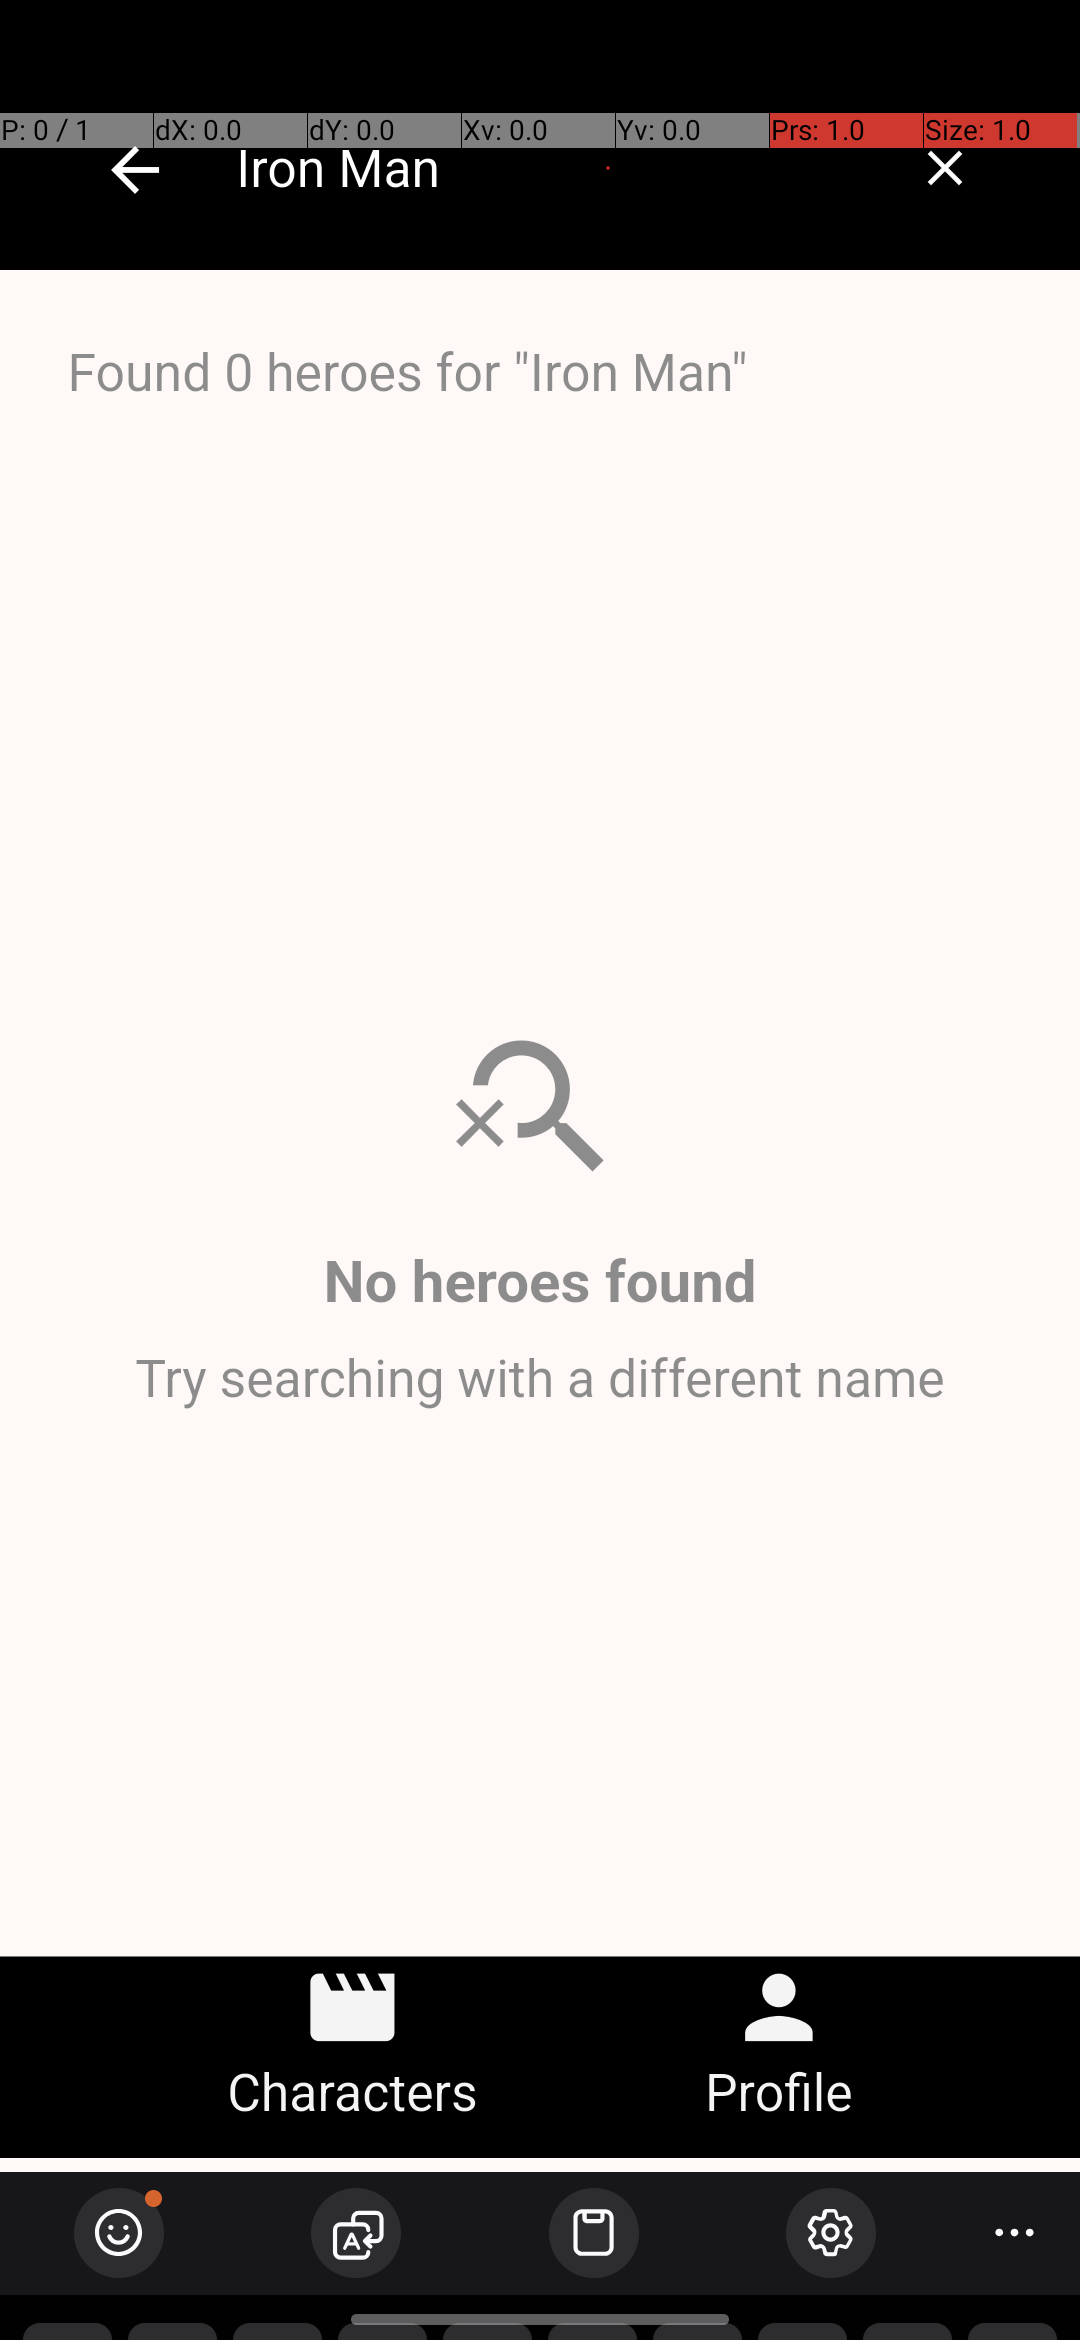 P: 0 / 1 dX: 0.0 dY: 0.0 Xv: 0.0 Yv: 0.0 Prs: 1.0 Size: 1.0
Iron Man
Found 0 heroes for "Iron Man"
No heroes found
Try searching with a different name
Characters Profile